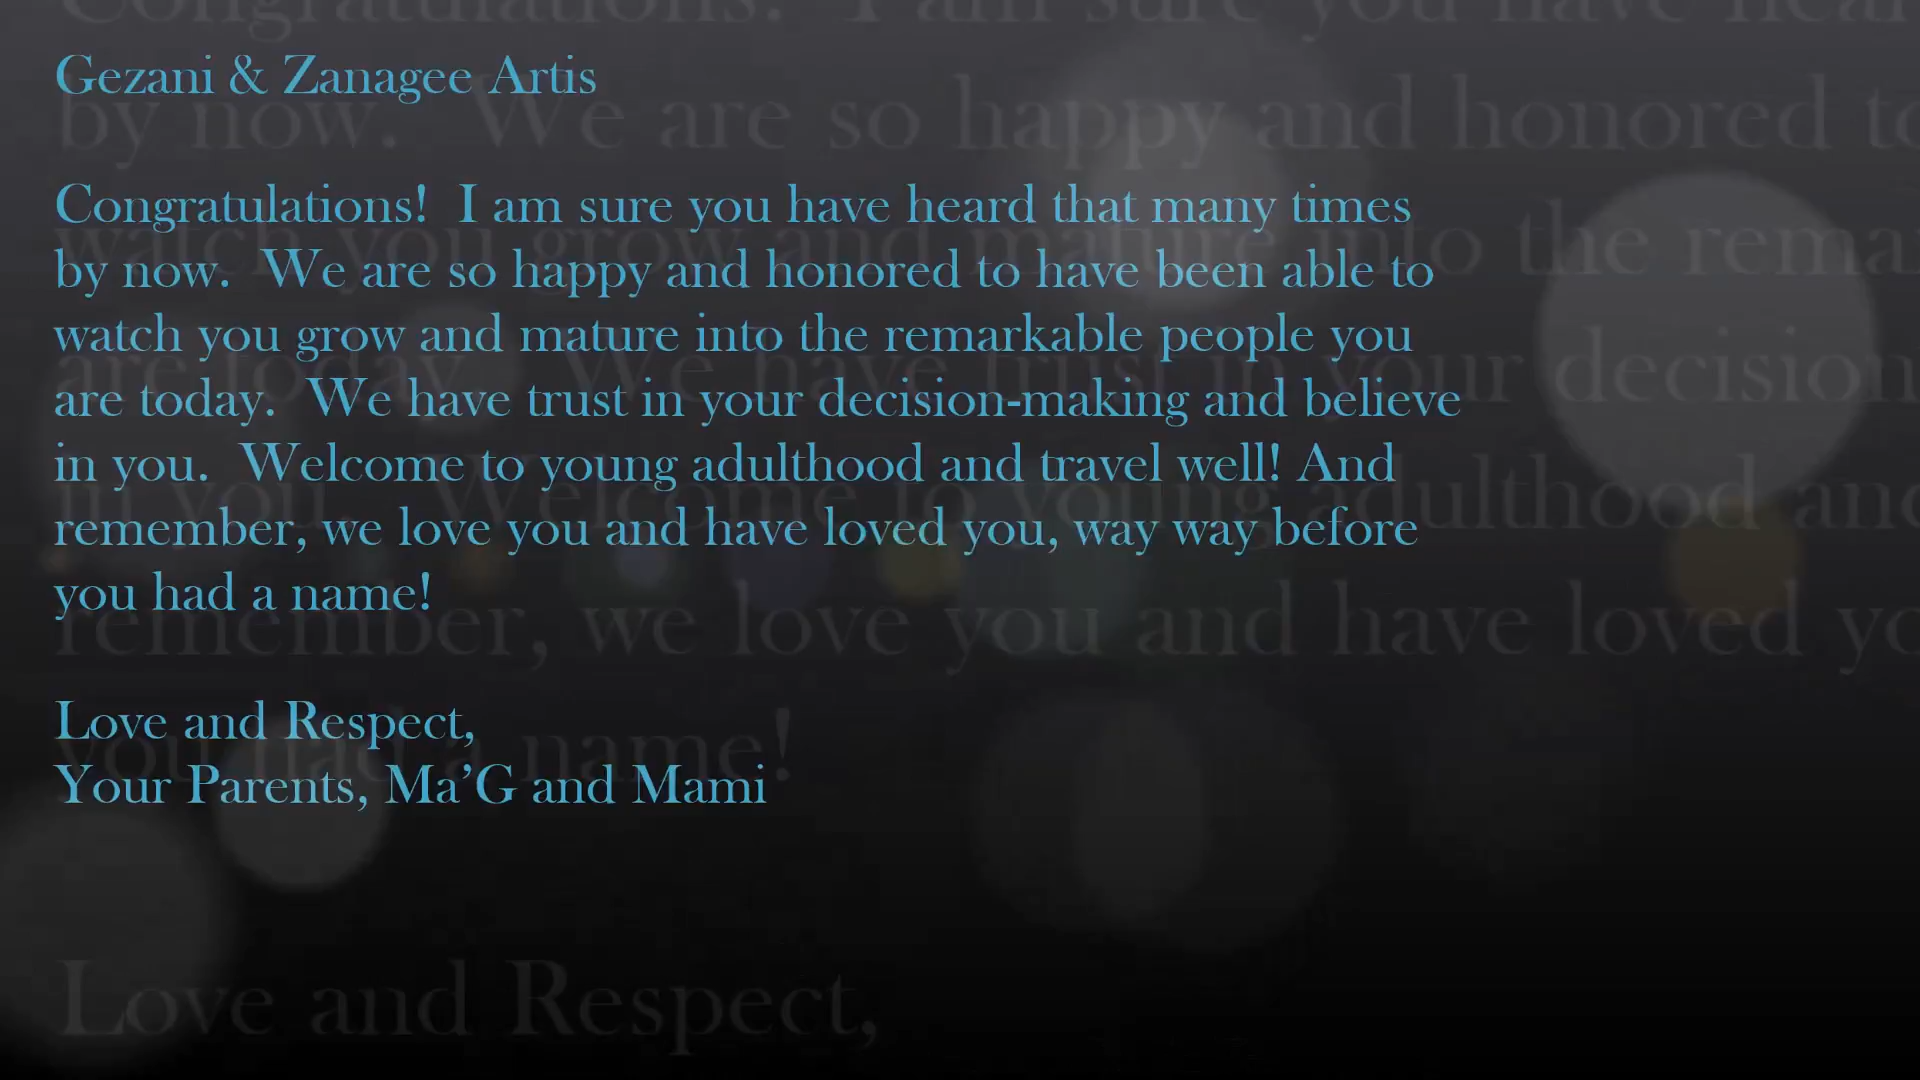 Gezani & Zanagee Artis
Congratulations!  I am sure you have heard that many times
by now.  We are so happy and honored to have been able to
watch you grow and mature into the remarkable people you
are today.  We have trust in your decision-making and believe
in you.  Welcome to young adulthood and travel well! And
remember, we love you and have loved you, way way before
you had a name!
Love and Respect,
Your Parents, Ma’G and Mami